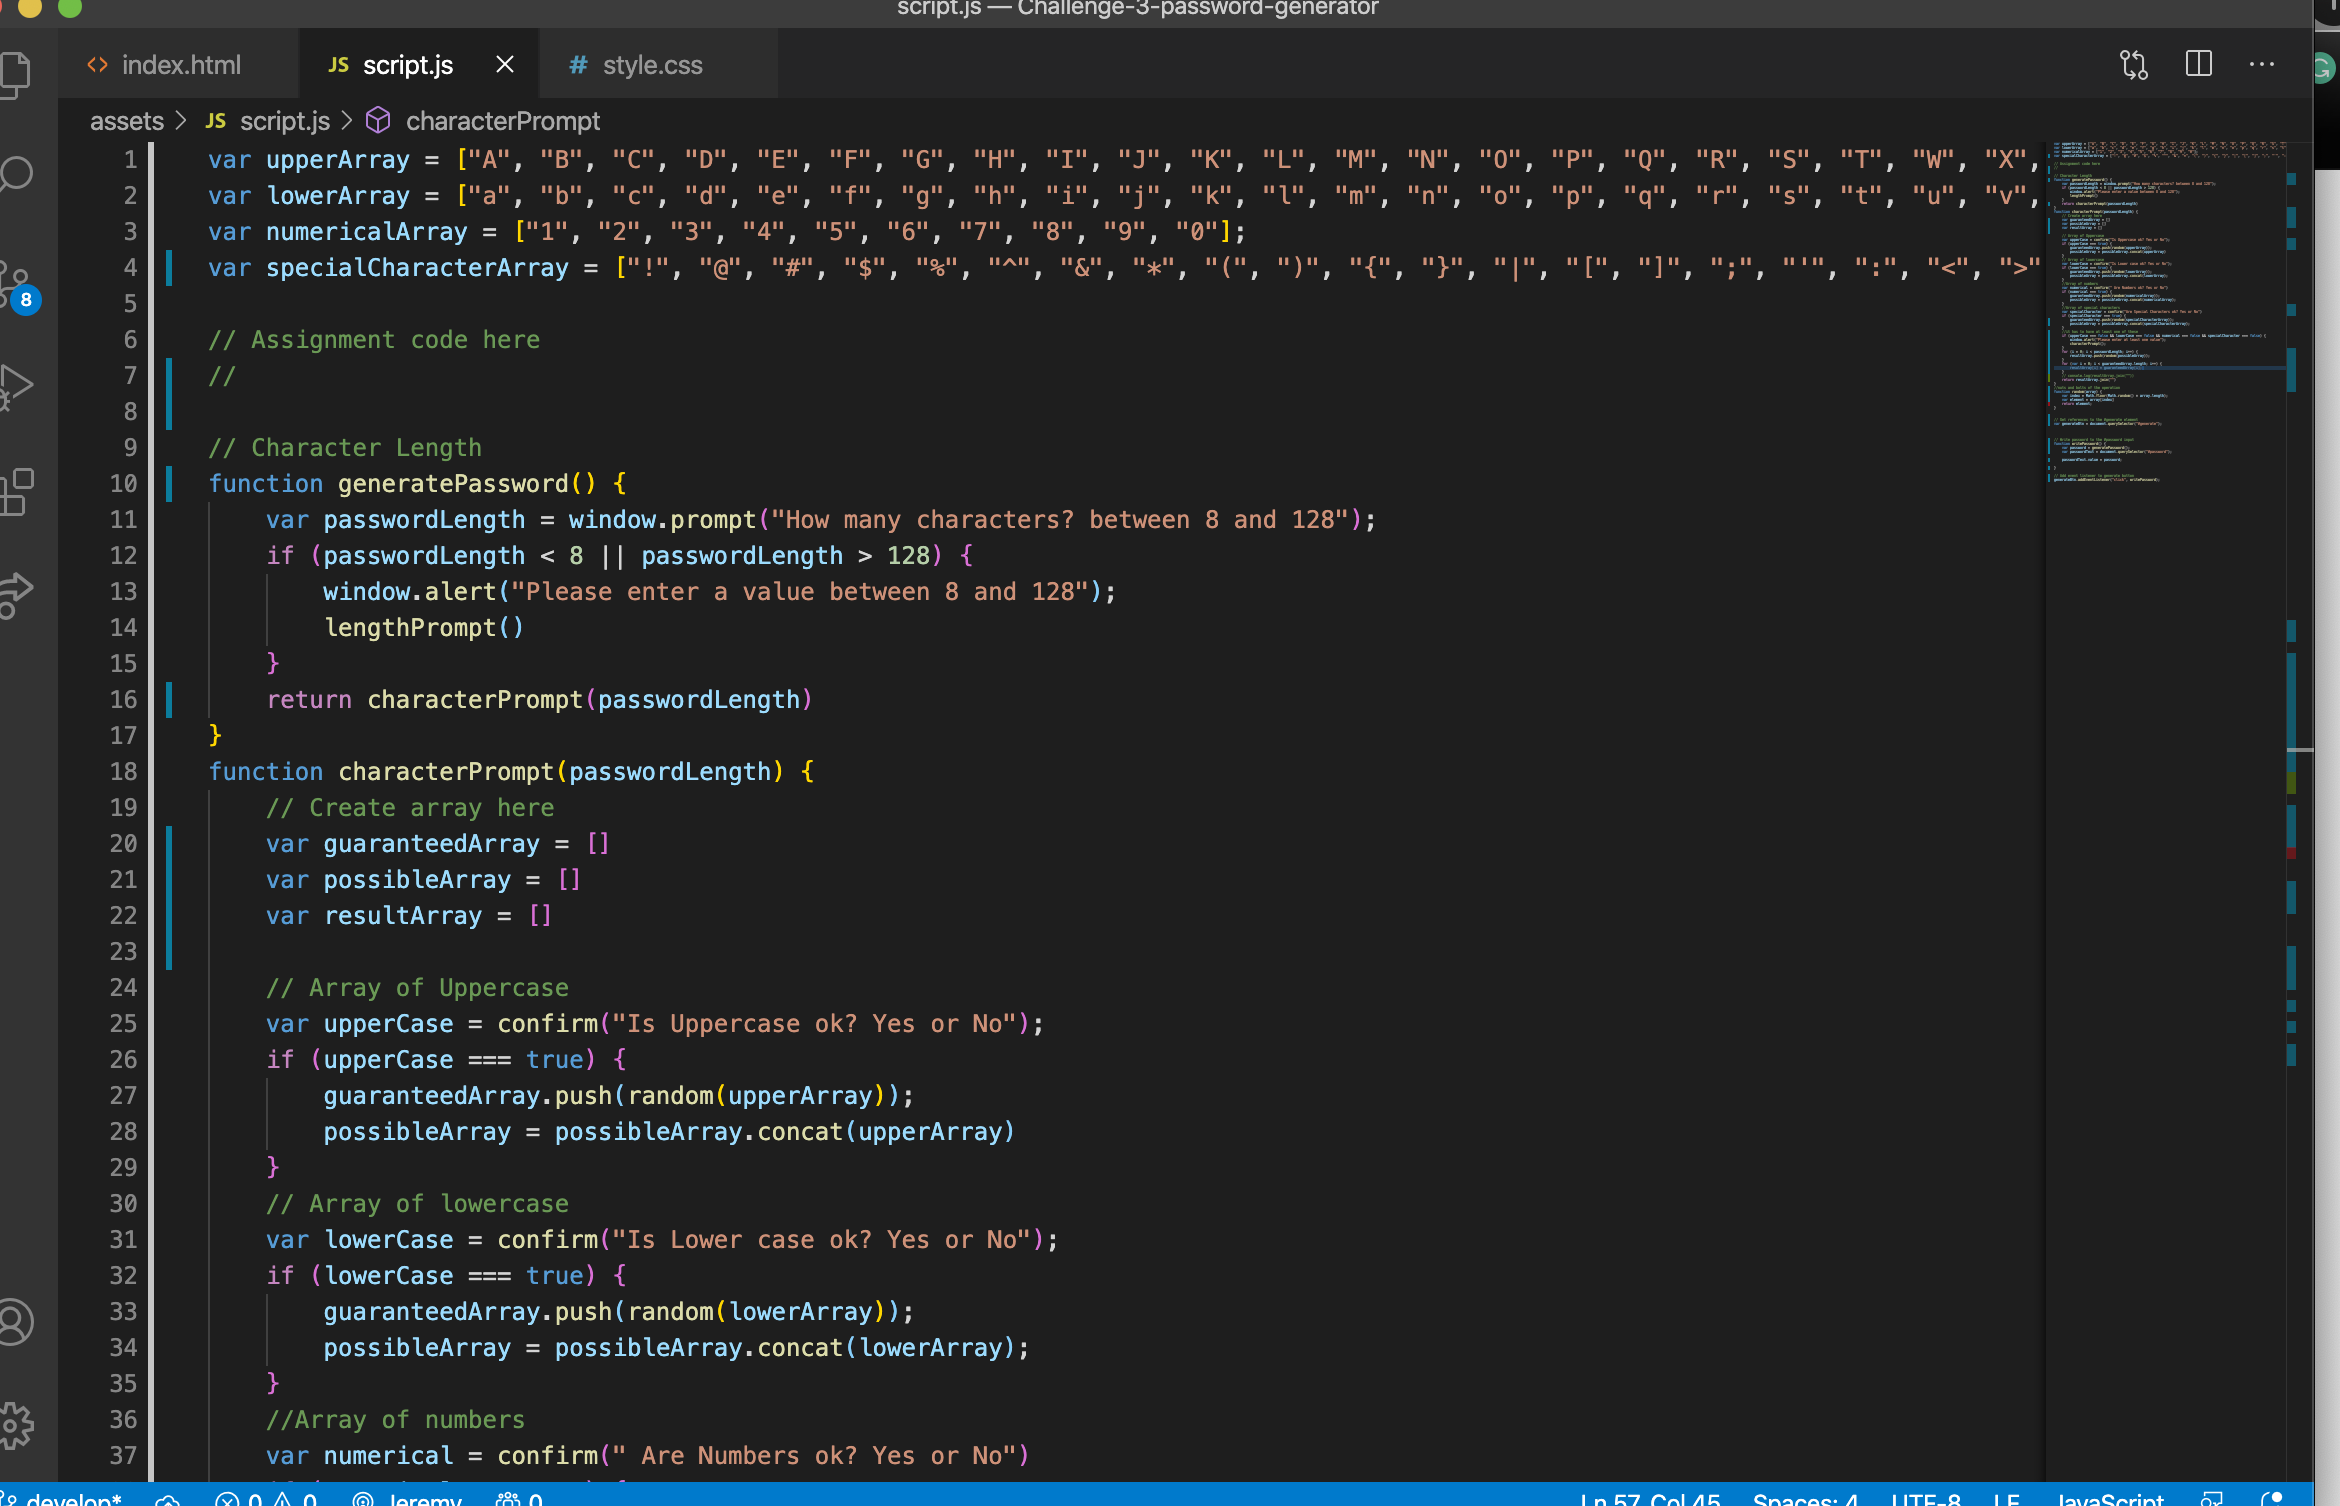 script.js — Challenge-3-password-generator
<> index.html JS script.js # style.css
assets > JS script.js > characterPrompt
1 var upperArray = ["A", "B", "C", "D", "E", "F", "G", "H", "I", "J", "K", "L", "M", "N", "O", "P", "Q", "R", "S", "T", "W", "X",
2 var lowerArray = ["a", "b", "c", "d", "e", "f", "g", "h", "i", "j", "k", "l", "m", "n", "o", "p", "q", "r", "s", "t", "u", "v",
3 var numericalArray = ["1", "2", "3", "4", "5", "6", "7", "8", "9", "0"];
4 var specialCharacterArray = ["!", "@", "#", "$", "%", "^", "&", "*", "(", ")", "{", "}", "|", "[", "]", ";", "'", ":", "<", ">"
5
6 // Assignment code here
7 //
8
9 // Character Length
10 function generatePassword() {
11 var passwordLength = window.prompt("How many characters? between 8 and 128");
12 if (passwordLength < 8 || passwordLength > 128) {
13 window.alert("Please enter a value between 8 and 128");
14 lengthPrompt()
15 }
16 return characterPrompt(passwordLength)
17 }
18 function characterPrompt(passwordLength) {
19 // Create array here
20 var guaranteedArray = []
21 var possibleArray = []
22 var resultArray = []
23
24 // Array of Uppercase
25 var upperCase = confirm("Is Uppercase ok? Yes or No");
26 if (upperCase === true) {
27 guaranteedArray.push(random(upperArray));
28 possibleArray = possibleArray.concat(upperArray)
29 }
30 // Array of lowercase
31 var lowerCase = confirm("Is Lower case ok? Yes or No");
32 if (lowerCase === true) {
33 guaranteedArray.push(random(lowerArray));
34 possibleArray = possibleArray.concat(lowerArray);
35 }
36 //Array of numbers
37 var numerical = confirm(" Are Numbers ok? Yes or No")
8
develop* 0 0 Jeremy 0 Ln 57, Col 45 Spaces: 4 UTF-8 LF JavaScript